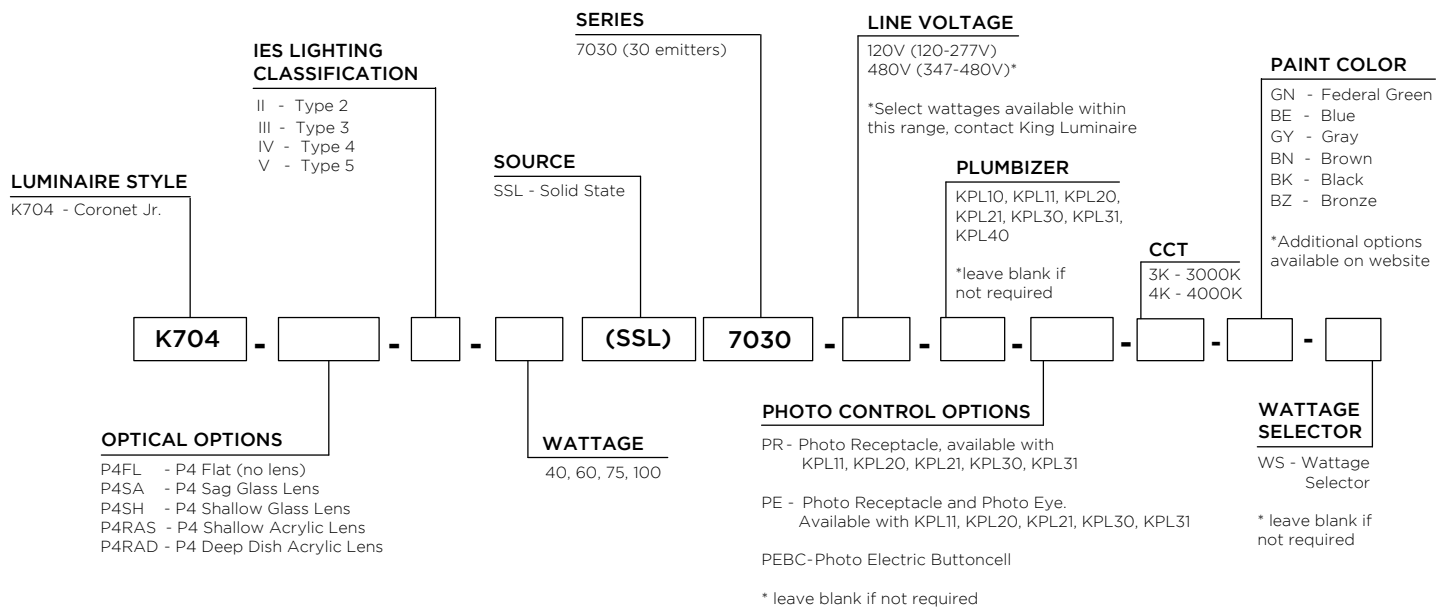 SERIES
7030 (30 emitters)
LINE VOLTAGE
120V (120-277V)
480V (347-480V)*
*Select wattages available within
this range, contact King Luminaire
IES LIGHTING
CLASSIFICATION
II - Type 2
III - Type 3
IV - Type 4
V - Type 5
PAINT COLOR
GN - Federal Green
BE - Blue
GY - Gray
BN - Brown
BK - Black
BZ - Bronze
*Additional options
available on website
SOURCE
SSL - Solid State
PLUMBIZER
KPL10, KPL11, KPL20,
KPL21, KPL30, KPL31,
KPL40
*leave blank if
not required
LUMINAIRE STYLE
K704 - Coronet Jr.
CCT
3K - 3000K
4K - 4000K
K704 - - - (SSL) 7030 - - - - - -
OPTICAL OPTIONS
P4FL - P4 Flat (no lens)
P4SA - P4 Sag Glass Lens
P4SH - P4 Shallow Glass Lens
P4RAS - P4 Shallow Acrylic Lens
P4RAD - P4 Deep Dish Acrylic Lens
WATTAGE
40, 60, 75, 100
PHOTO CONTROL OPTIONS
PR - Photo Receptacle, available with
KPL11, KPL20, KPL21, KPL30, KPL31
PE - Photo Receptacle and Photo Eye.
Available with KPL11, KPL20, KPL21, KPL30, KPL31
PEBC-Photo Electric Buttoncell
* leave blank if not required
WATTAGE
SELECTOR
WS - Wattage
Selector
* leave blank if
not required